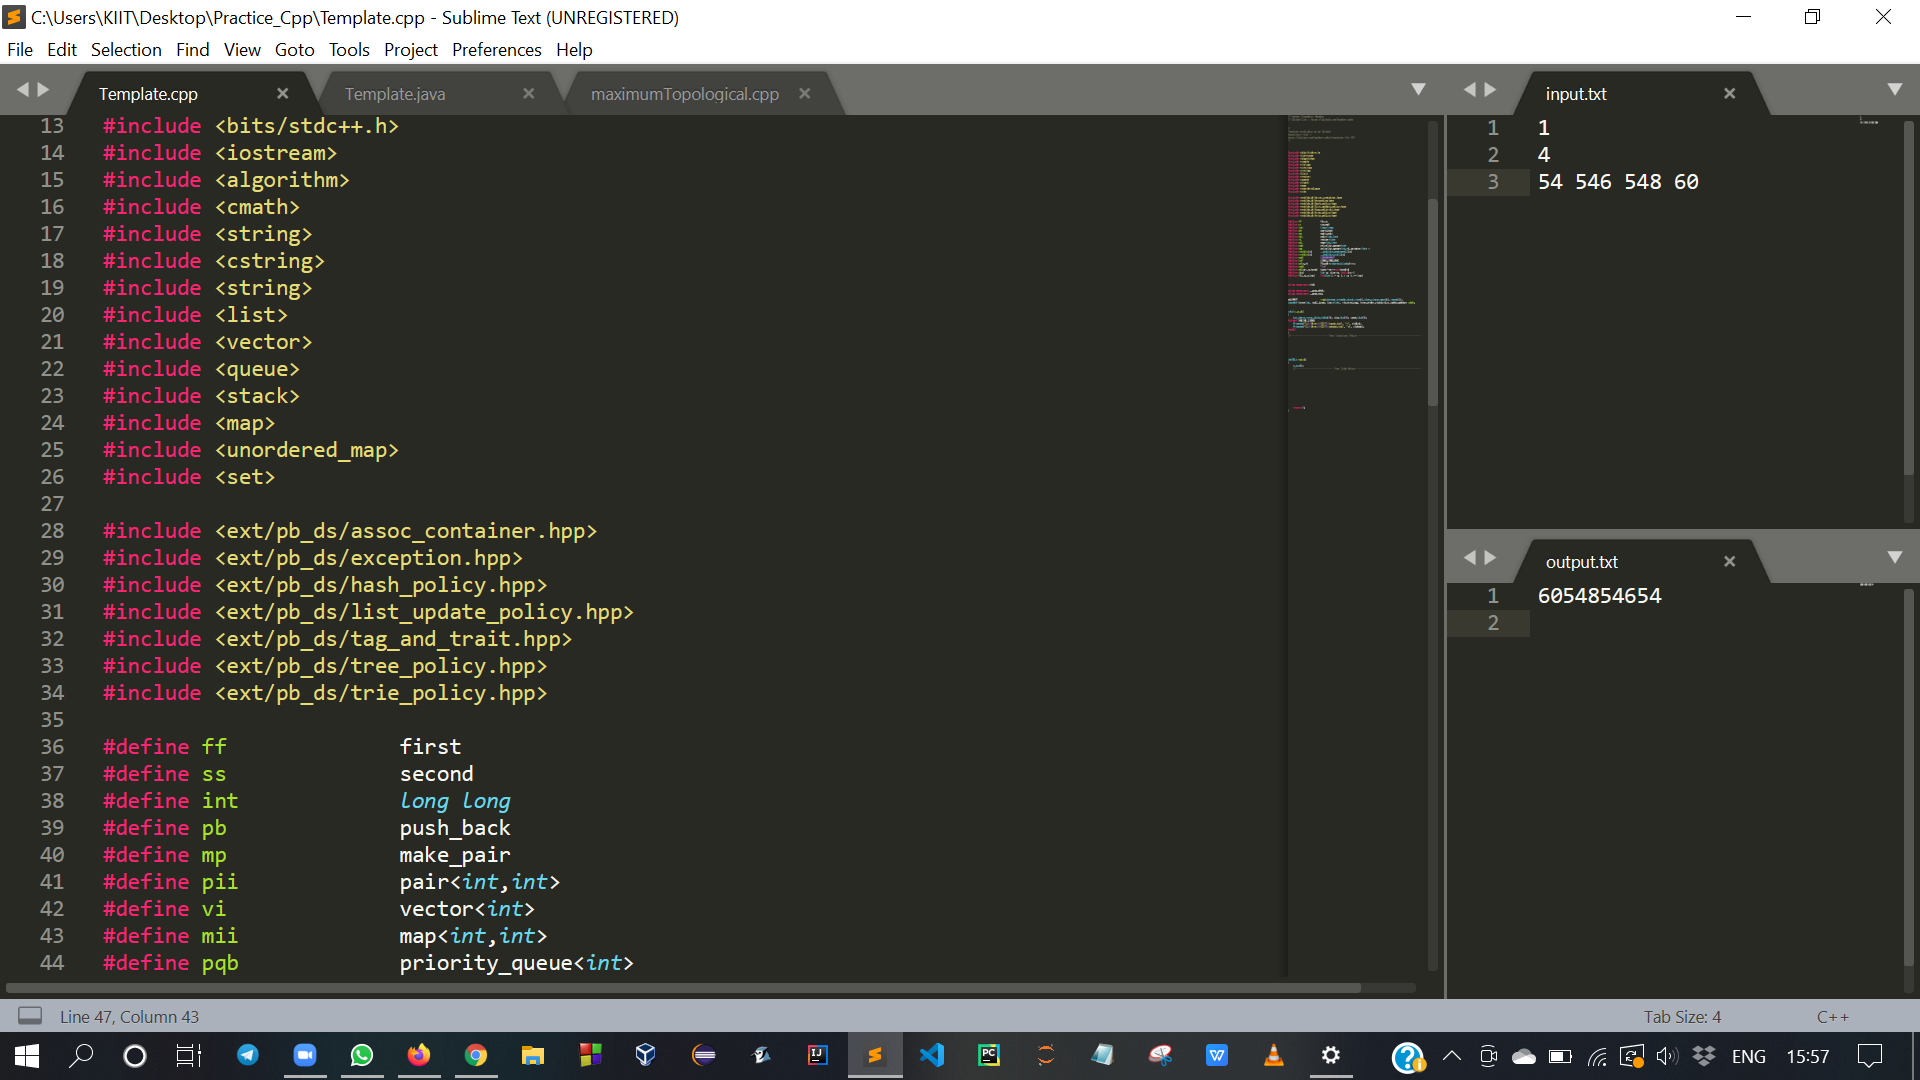 C:\Users\KIIT\Desktop\Practice_Cpp\Template.cpp - Sublime Text (UNREGISTERED)
File Edit Selection Find View Goto Tools Project Preferences Help
Template.cpp Template.java maximumTopological.cpp
13 #include <bits/stdc++.h>
14 #include <iostream>
15 #include <algorithm>
16 #include <cmath>
17 #include <string>
18 #include <cstring>
19 #include <string>
20 #include <list>
21 #include <vector>
22 #include <queue>
23 #include <stack>
24 #include <map>
25 #include <unordered_map>
26 #include <set>
27
28 #include <ext/pb_ds/assoc_container.hpp>
29 #include <ext/pb_ds/exception.hpp>
30 #include <ext/pb_ds/hash_policy.hpp>
31 #include <ext/pb_ds/list_update_policy.hpp>
32 #include <ext/pb_ds/tag_and_trait.hpp>
33 #include <ext/pb_ds/tree_policy.hpp>
34 #include <ext/pb_ds/trie_policy.hpp>
35
36 #define ff first
37 #define ss second
38 #define int long long
39 #define pb push_back
40 #define mp make_pair
41 #define pii pair<int,int>
42 #define vi vector<int>
43 #define mii map<int,int>
44 #define pqb priority_queue<int>
input.txt
1 1
2 4
3 54 546 548 60
output.txt
1 6054854654
2
Line 47, Column 43
Tab Size: 4
C++
ENG
15:57